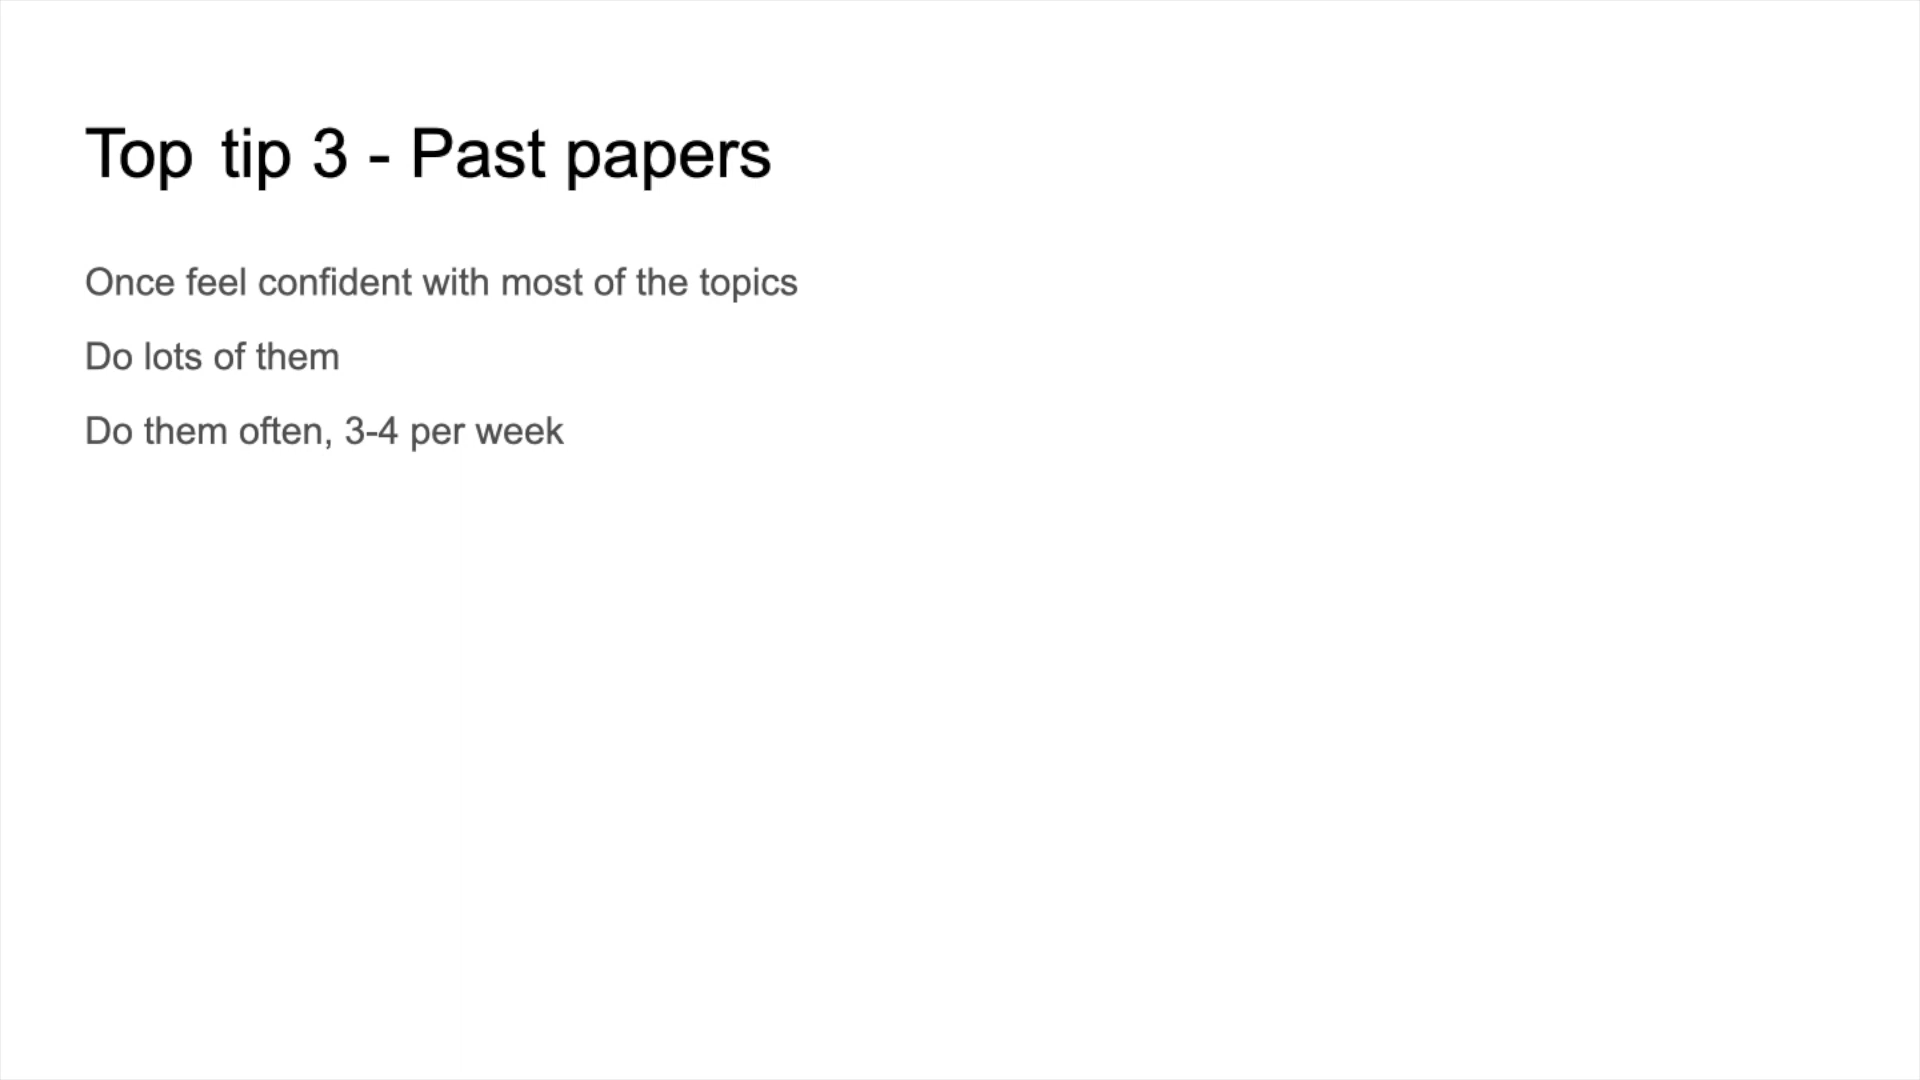 Top tip 3 - Past papers
Once feel confident with most of the topics
Do lots of them
Do them often, 3-4 per week